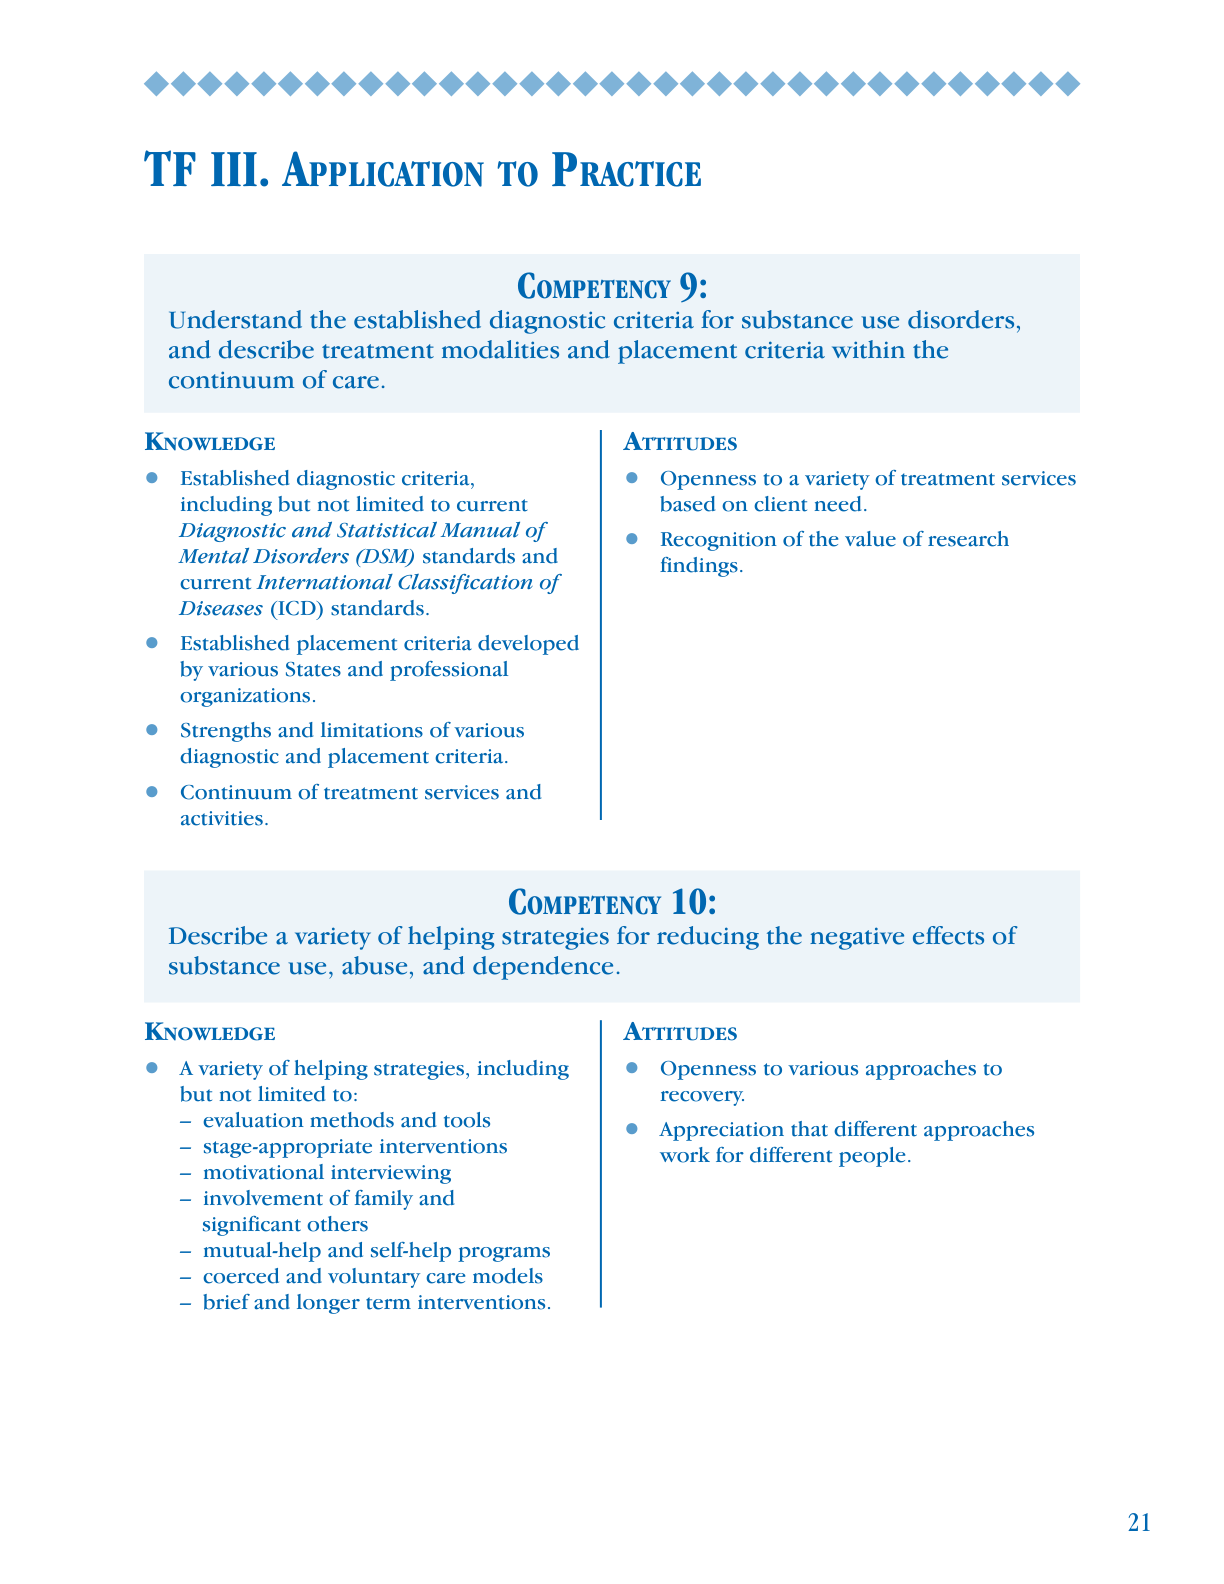 TF III. Application to Practice
Competency 9:
Understand the established diagnostic criteria for substance use disorders,
and describe treatment modalities and placement criteria within the
continuum of care.
Knowledge
● Established diagnostic criteria,
including but not limited to current
Diagnostic and Statistical Manual of
Mental Disorders (DSM) standards and
current International Classification of
Diseases (ICD) standards.
● Established placement criteria developed
by various States and professional
organizations.
● Strengths and limitations of various
diagnostic and placement criteria.
● Continuum of treatment services and
activities.
Attitudes
● Openness to a variety of treatment services
based on client need.
● Recognition of the value of research
findings.
Competency 10:
Describe a variety of helping strategies for reducing the negative effects of
substance use, abuse, and dependence.
Knowledge
● A variety of helping strategies, including
but not limited to:
– evaluation methods and tools
– stage-appropriate interventions
– motivational interviewing
– involvement of family and
significant others
– mutual-help and self-help programs
– coerced and voluntary care models
– brief and longer term interventions.
Attitudes
● Openness to various approaches to
recovery.
● Appreciation that different approaches
work for different people.
21